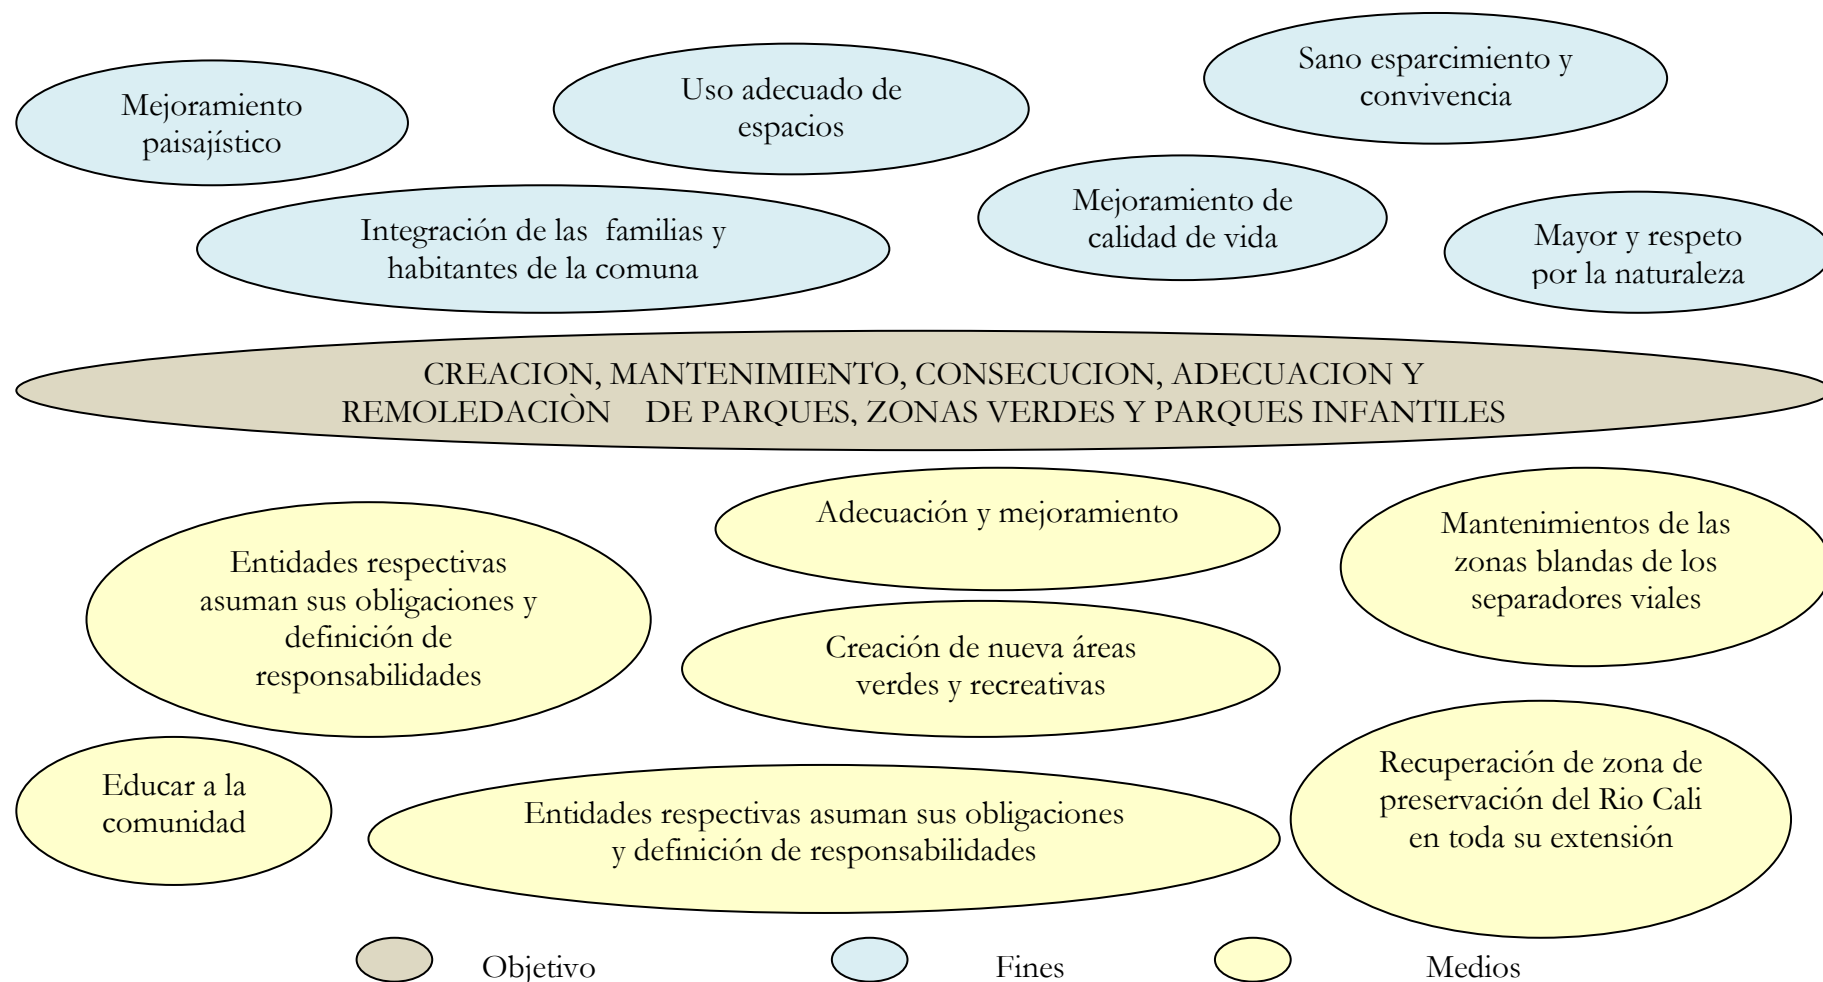 Mejoramiento
paisajístico
Uso adecuado de
espacios
Sano esparcimiento y
convivencia
Integración de las  familias y
habitantes de la comuna
Mejoramiento de
calidad de vida
Mayor y respeto
por la naturaleza
CREACION, MANTENIMIENTO, CONSECUCION, ADECUACION Y
REMOLEDACIÒN    DE PARQUES, ZONAS VERDES Y PARQUES INFANTILES
Entidades respectivas
asuman sus obligaciones y
definición de
responsabilidades
Adecuación y mejoramiento
Mantenimientos de las
zonas blandas de los
separadores viales
Creación de nueva áreas
verdes y recreativas
Educar a la
comunidad
Entidades respectivas asuman sus obligaciones
y definición de responsabilidades
Recuperación de zona de
preservación del Rio Cali
en toda su extensión
Objetivo
Fines
Medios